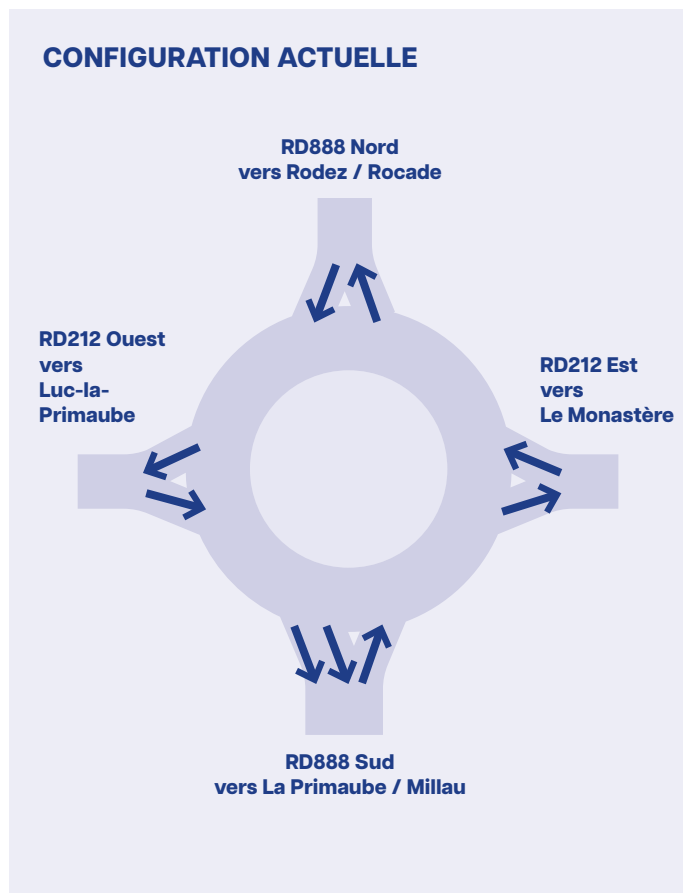 CONFIGURATION ACTUELLE
RD888 Nord
vers Rodez / Rocade
RD212 Ouest
vers
Luc-la-
Primaube
RD212 Est
vers
Le Monastère
RD888 Sud
vers La Primaube / Millau